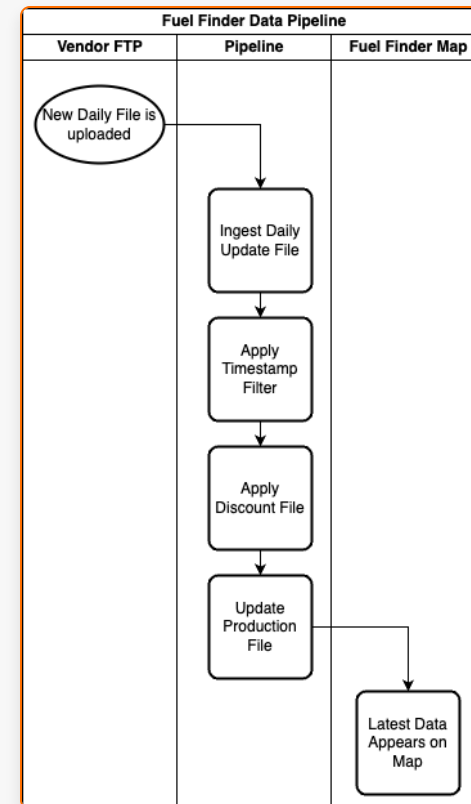 Fuel Finder Data Pipeline
Vendor FTP
Pipeline
Fuel Finder Map
New Daily File is
uploaded
Ingest Daily
Update File
Apply
Timestamp
Filter
Apply
Discount File
Update
Production
File
Latest Data
Appears on
Map